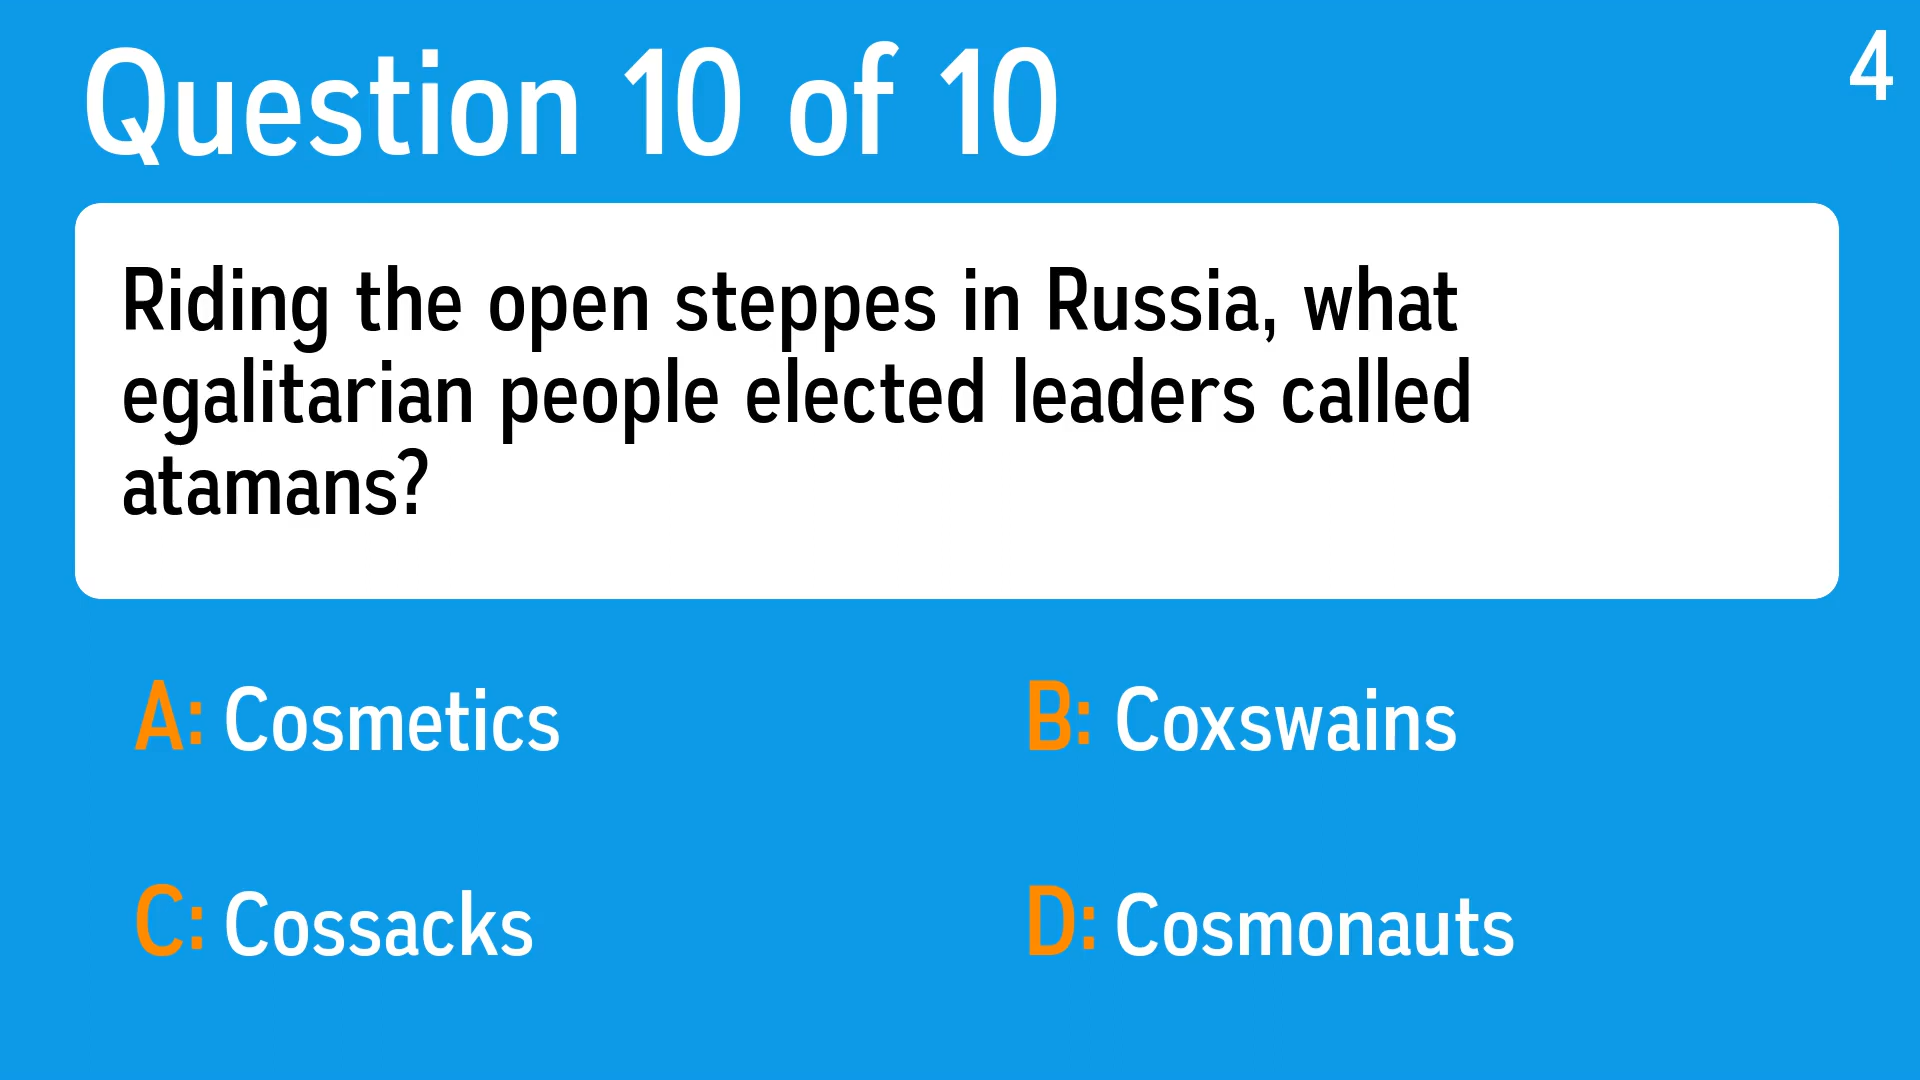 Question 10 of 10
4
Riding the open steppes in Russia, what
egalitarian people elected leaders called
atamans?
A: Cosmetics
B: Coxswains
C: Cossacks
D: Cosmonauts